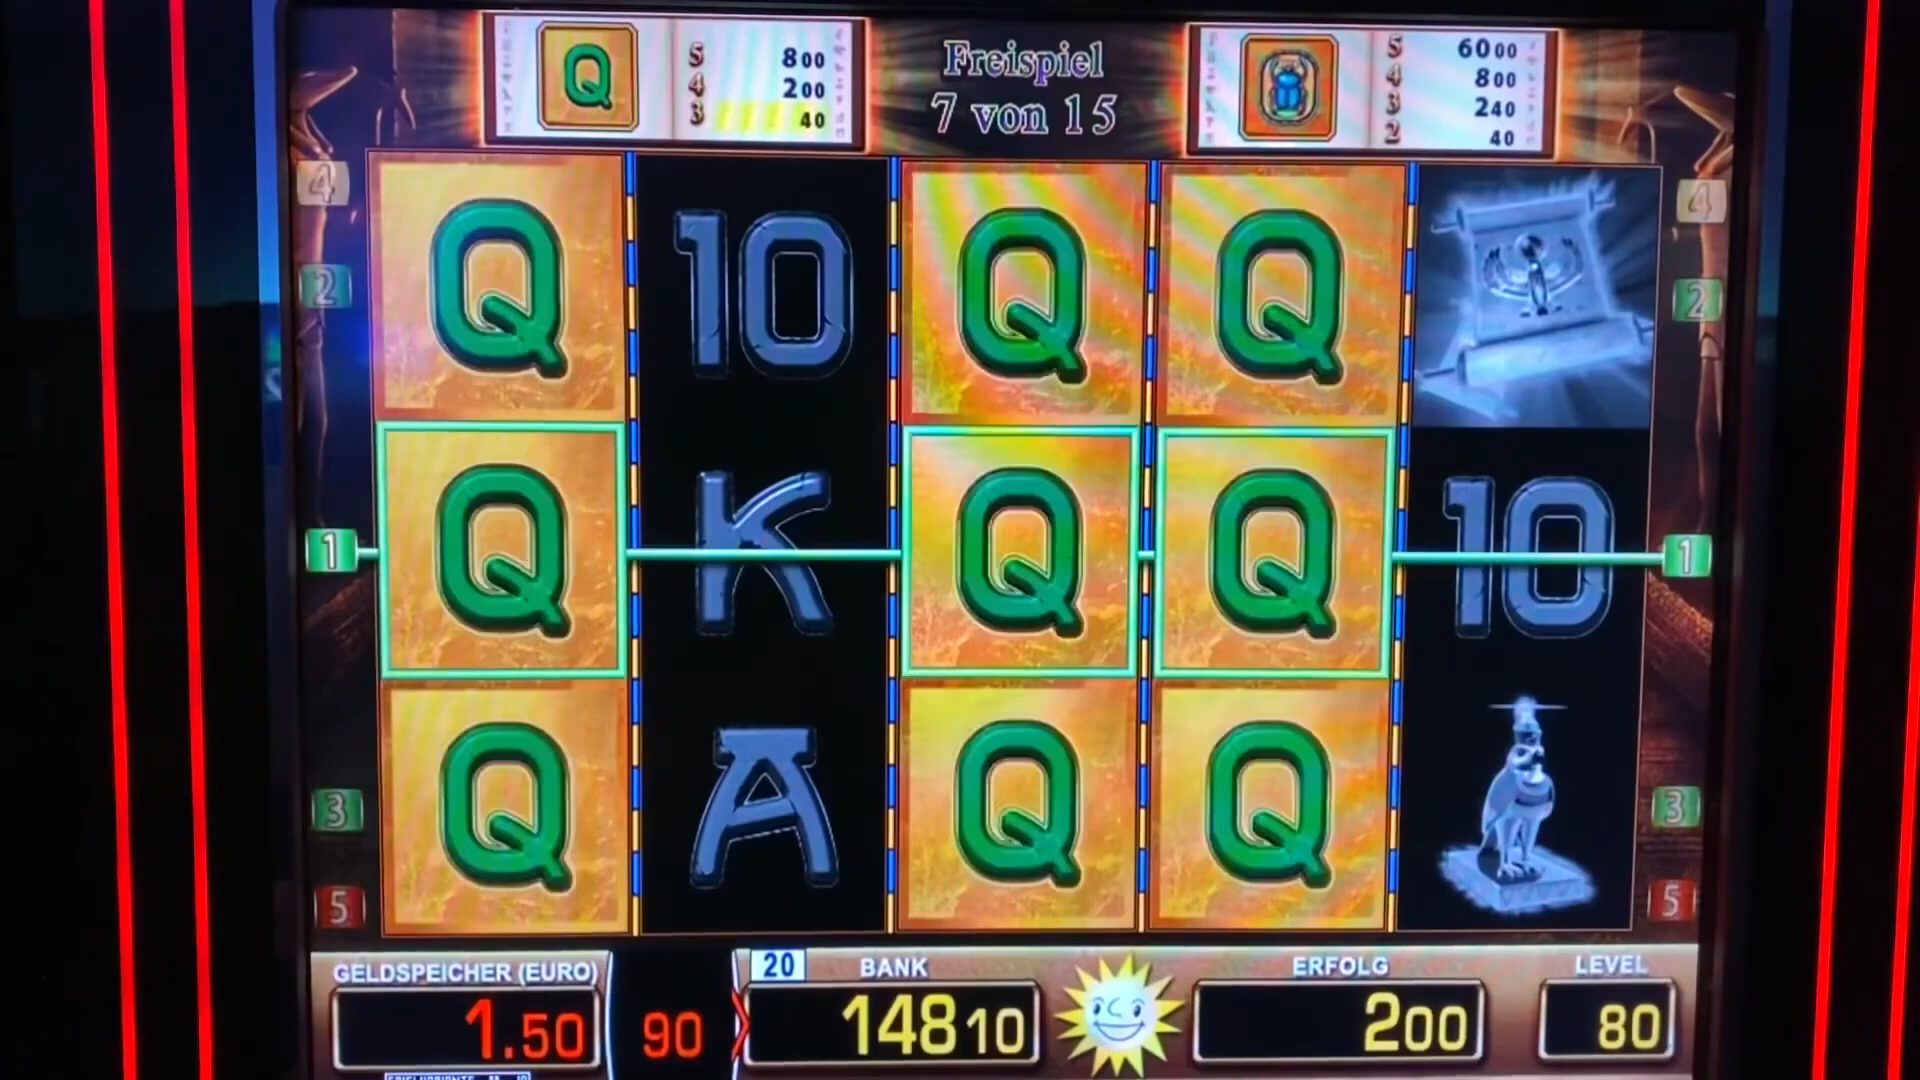 Q 5 800
4 200
3 40
Freispiel
7 von 15
5 6000
4 800
3 240
2 40
4 4
Q 10 Q Q
2 2
1 Q K Q Q 10 1
Q A Q Q
3 3
5 5
GELDSPEICHER (EURO) 20 BANK ERFOLG LEVEL
1.50 90 14810 200 80